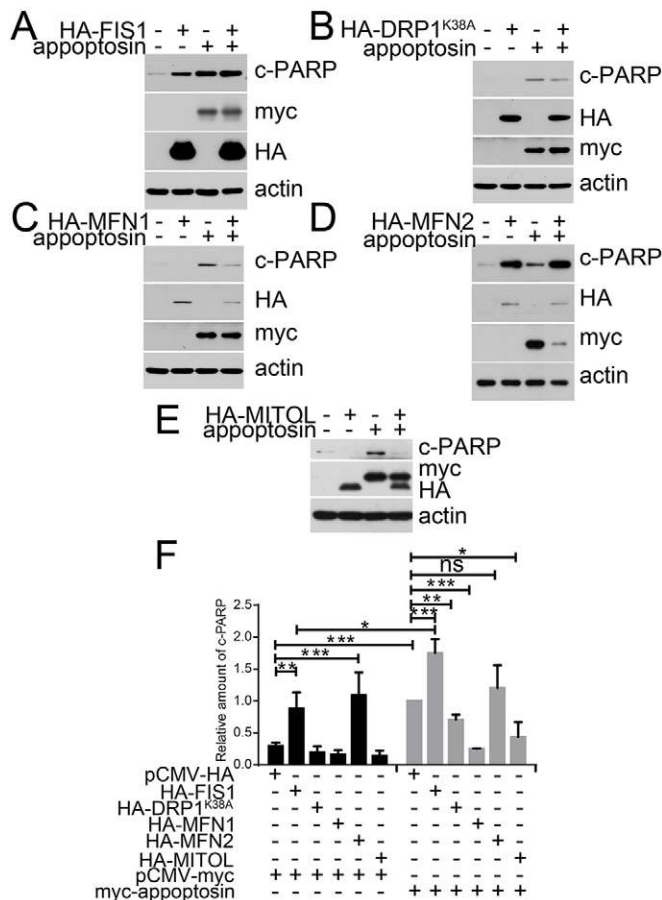 A
HA-FIS1 - + - +
appoptosin - - + +
c-PARP
myc
HA
actin
B
HA-DRP1K38A - + - +
appoptosin - - + +
c-PARP
HA
myc
actin
C
HA-MFN1 - + - +
appoptosin - - + +
c-PARP
HA
myc
actin
D
HA-MFN2 - + - +
appoptosin - - + +
c-PARP
HA
myc
actin
E
HA-MITOL - + - +
appoptosin - - + +
c-PARP
myc
HA
actin
F
*
ns
***
**
* ***
***
***
**
Relative amount of c-PARP
2.5
2.0
1.5
1.0
0.5
0.0
pCMV-HA + - - - - - + - - - - -
HA-FIS1 - + - - - - - + - - - -
HA-DRP1K38A - - + - - - - - + - - -
HA-MFN1 - - - + - - - - - + - -
HA-MFN2 - - - - + - - - - - + -
HA-MITOL - - - - - + - - - - - +
pCMV-myc + + + + + + - - - - - -
myc-appoptosin - - - - - - + + + + + +